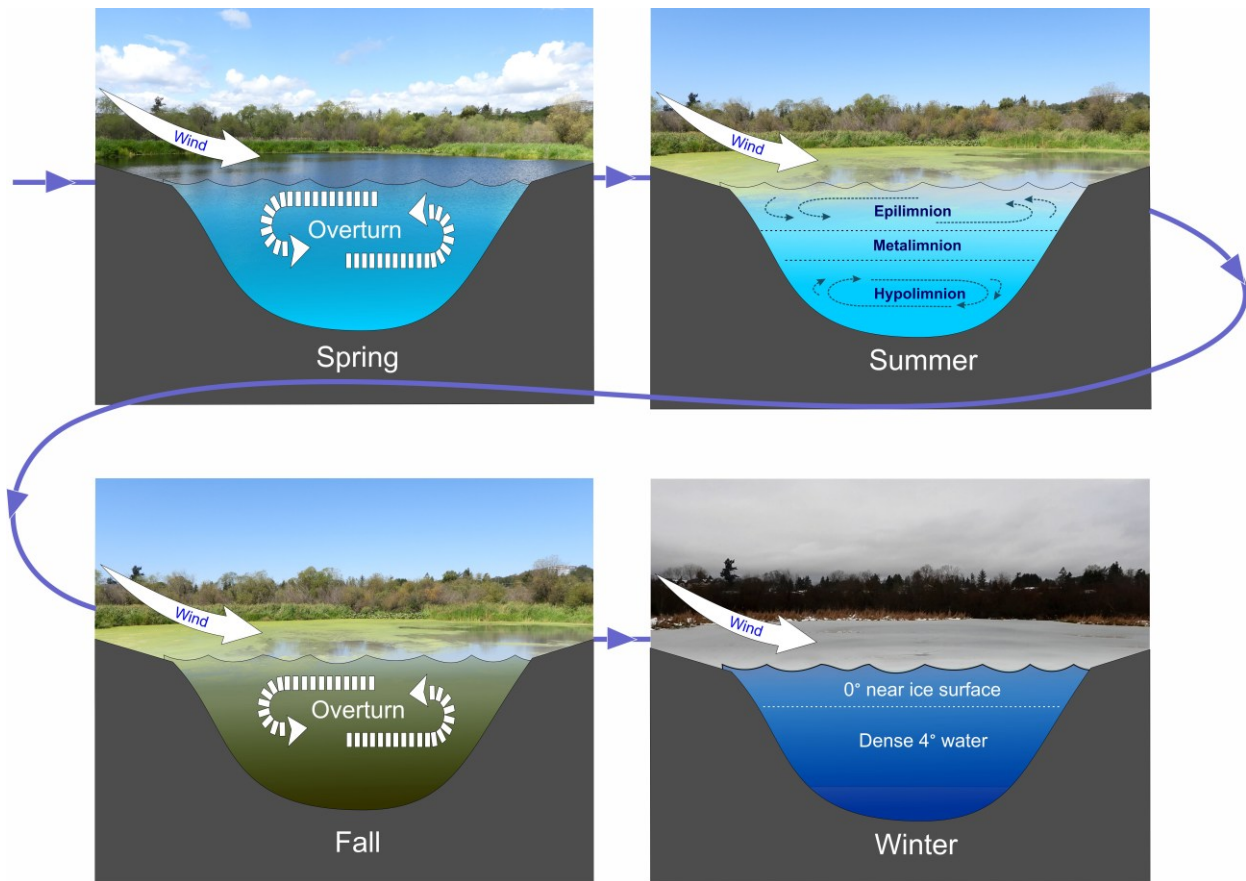 Wind
Overturn
Spring
Wind
Epilimnion
Metalimnion
Hypolimnion
Summer
Wind
Overturn
Fall
Wind
0° near ice surface
Dense 4° water
Winter